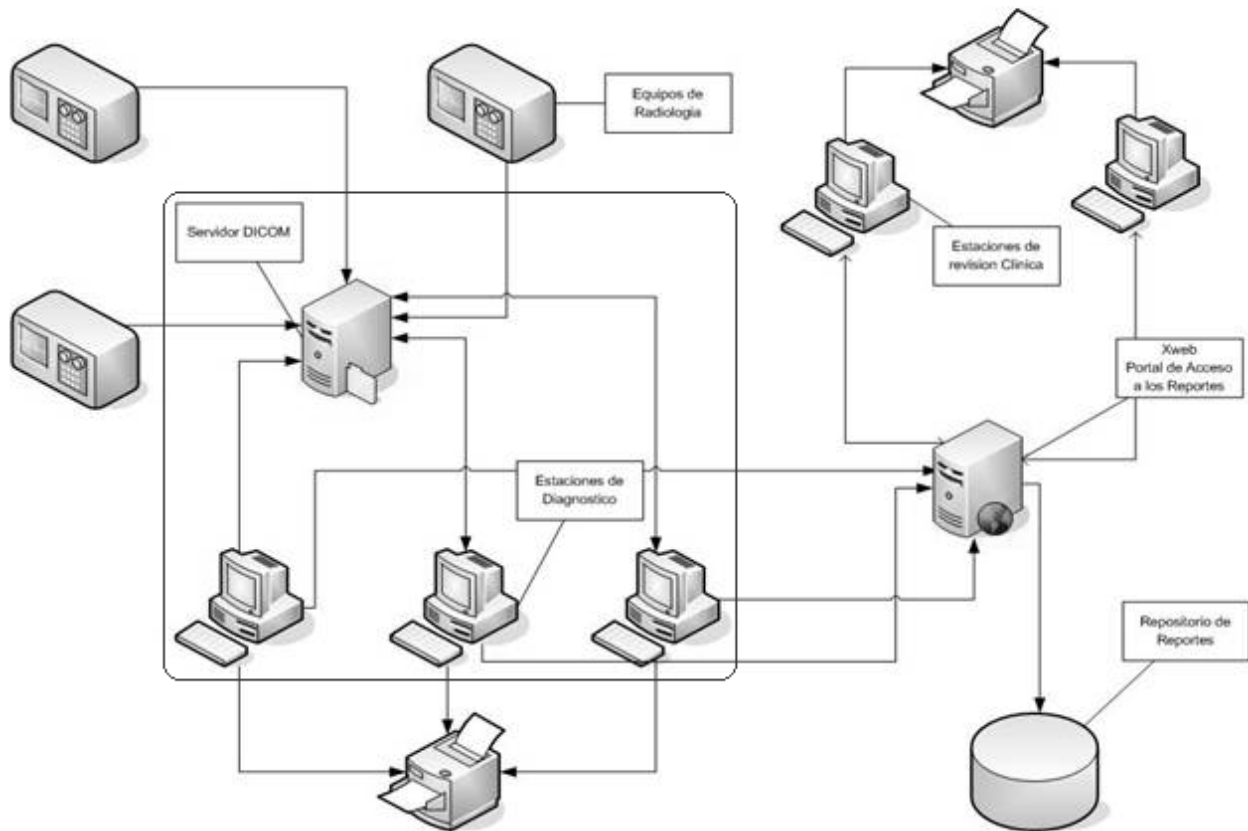 Equipos de
Radiologia
Servidor DICOM
Estaciones de
revision Clinica
Xweb
Portal de Acceso
a los Reportes
Estaciones de
Diagnostico
Repositorio de
Reportes